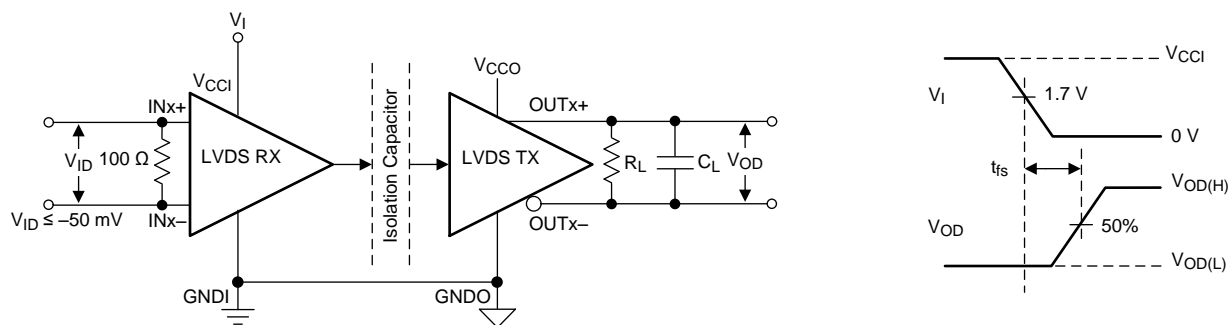 V_I
V_CCI
INx+
V_ID
100 Ω
LVDS RX
V_ID ≤ –50 mV
INx–
GNDI
Isolation Capacitor
V_CCO
LVDS TX
OUTx+
OUTx–
R_L
C_L
V_OD
GNDO
V_CCI
V_I
1.7 V
0 V
t_fs
V_OD(H)
V_OD
50%
V_OD(L)